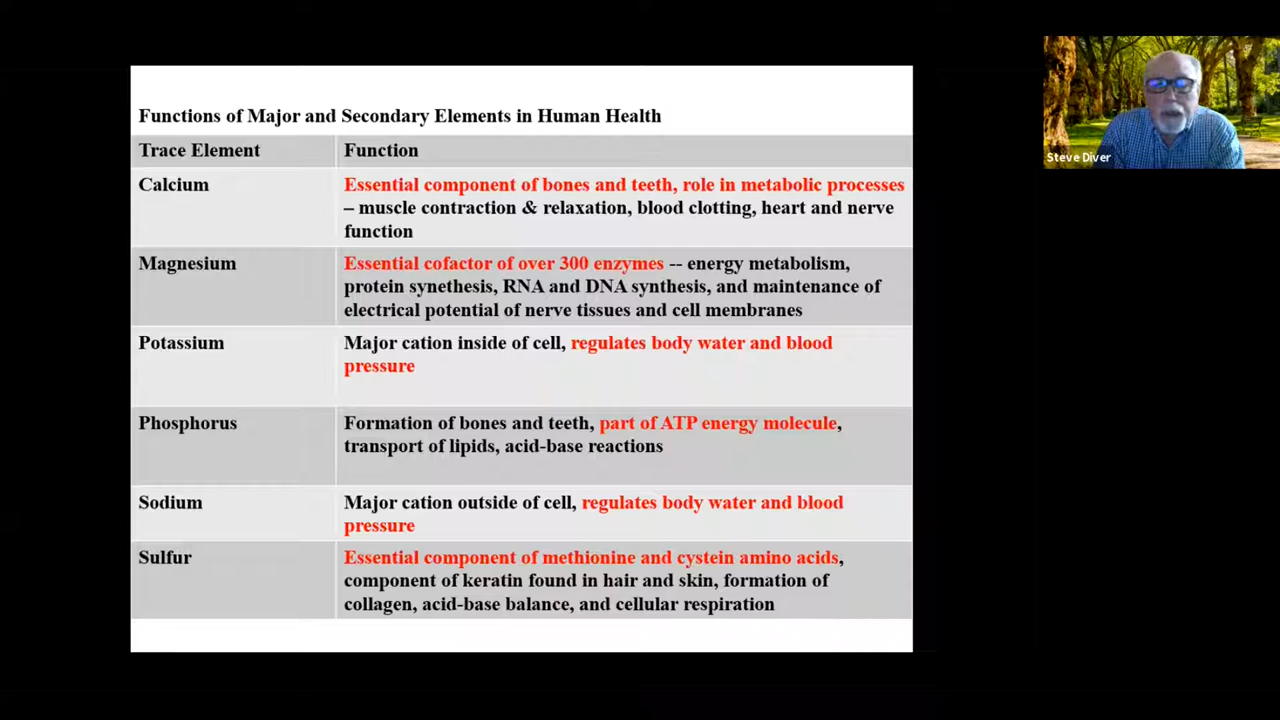 Functions of Major and Secondary Elements in Human Health
Trace Element
Function
Calcium
Essential component of bones and teeth, role in metabolic processes
– muscle contraction & relaxation, blood clotting, heart and nerve
function
Magnesium
Essential cofactor of over 300 enzymes -- energy metabolism,
protein synethesis, RNA and DNA synthesis, and maintenance of
electrical potential of nerve tissues and cell membranes
Potassium
Major cation inside of cell, regulates body water and blood
pressure
Phosphorus
Formation of bones and teeth, part of ATP energy molecule,
transport of lipids, acid-base reactions
Sodium
Major cation outside of cell, regulates body water and blood
pressure
Sulfur
Essential component of methionine and cystein amino acids,
component of keratin found in hair and skin, formation of
collagen, acid-base balance, and cellular respiration
Steve Diver